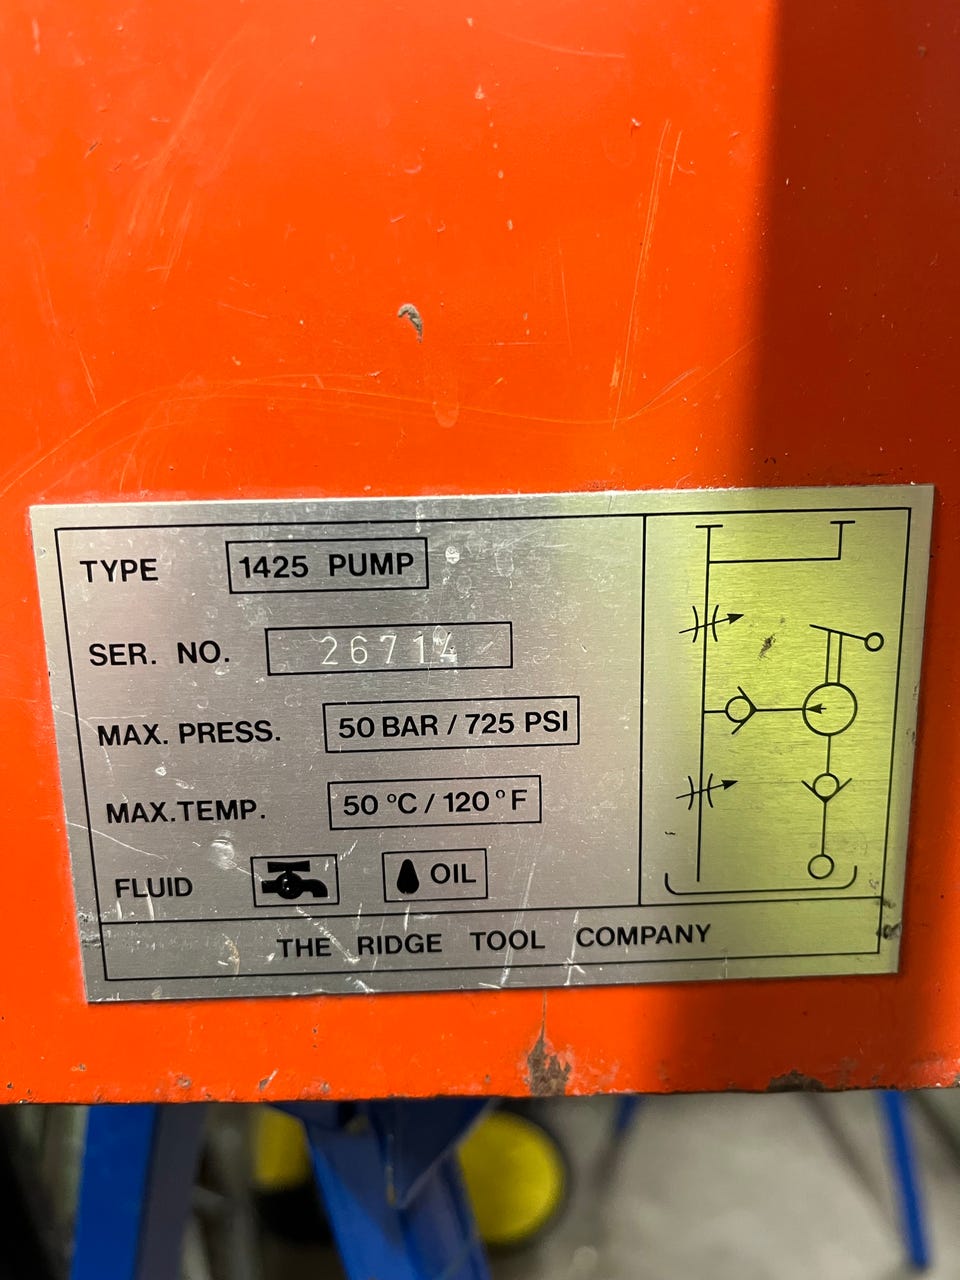 TYPE 1425 PUMP
SER. NO. 26714
MAX. PRESS. 50 BAR / 725 PSI
MAX. TEMP. 50 °C / 120 °F
FLUID OIL
THE RIDGE TOOL COMPANY